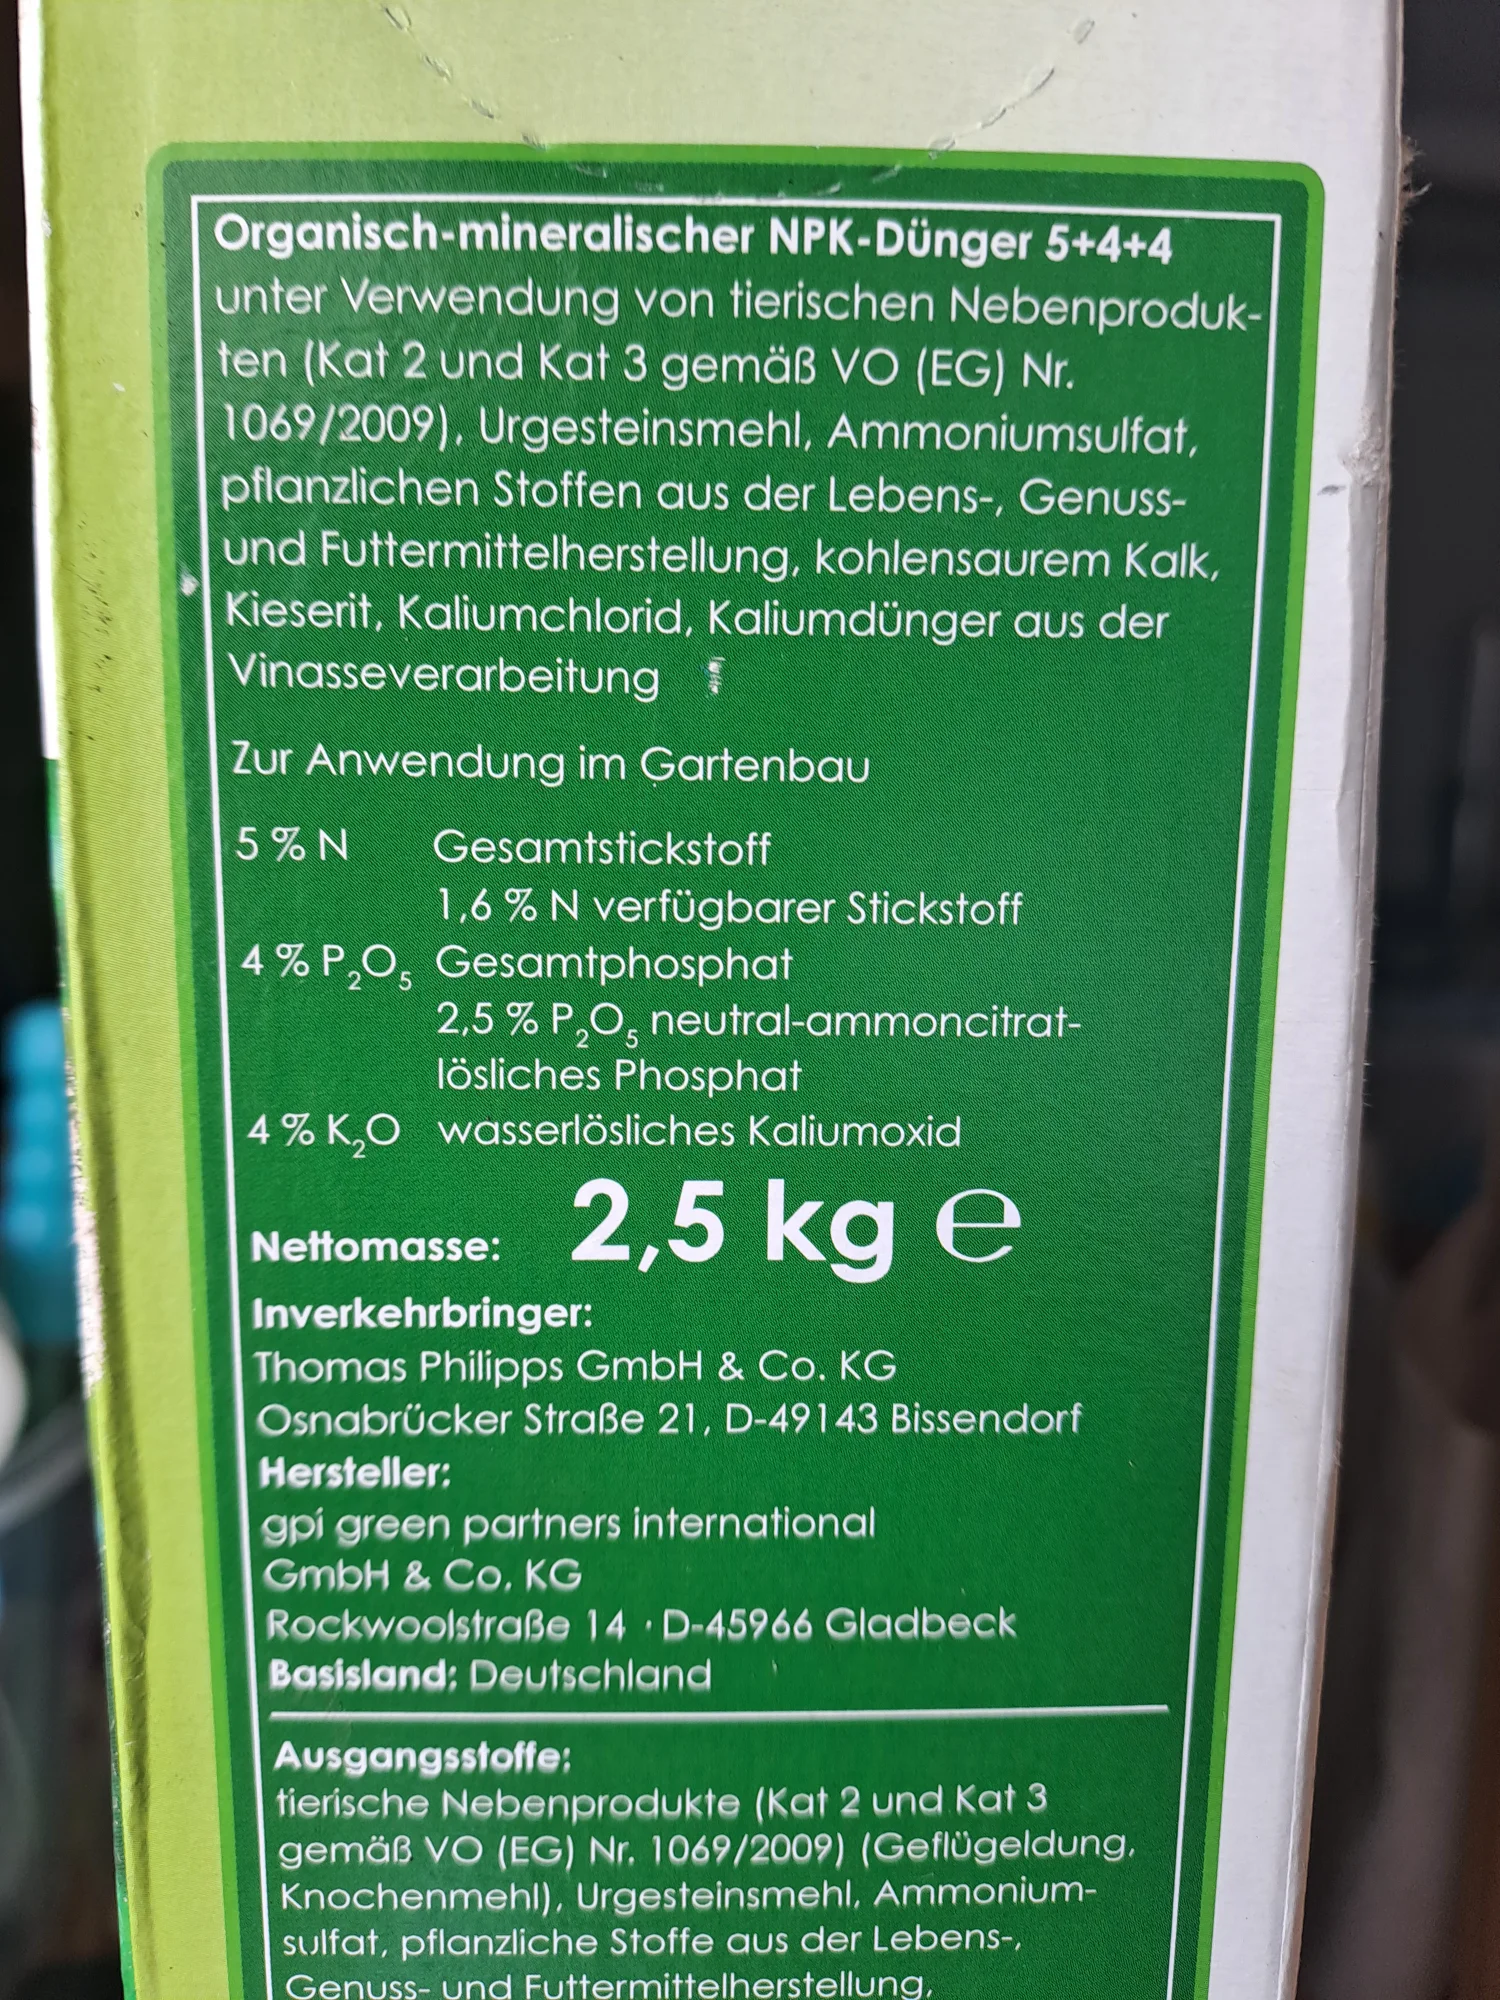 Organisch-mineralischer NPK-Dünger 5+4+4
unter Verwendung von tierischen Nebenproduk-
ten (Kat 2 und Kat 3 gemäß VO (EG) Nr.
1069/2009), Urgesteinsmehl, Ammoniumsulfat,
pflanzlichen Stoffen aus der Lebens-, Genuss-
und Futtermittelherstellung, kohlensaurem Kalk,
Kieserit, Kaliumchlorid, Kaliumdünger aus der
Vinasseverarbeitung
Zur Anwendung im Gartenbau
5 % N Gesamtstickstoff
1,6 % N verfügbarer Stickstoff
4 % P₂O₅ Gesamtphosphat
2,5 % P₂O₅ neutral-ammoncitrat-
lösliches Phosphat
4 % K₂O wasserlösliches Kaliumoxid
Nettomasse: 2,5 kg ℮
Inverkehrbringer:
Thomas Philipps GmbH & Co. KG
Osnabrücker Straße 21, D-49143 Bissendorf
Hersteller:
gpi green partners international
GmbH & Co. KG
Rockwoolstraße 14 · D-45966 Gladbeck
Basisland: Deutschland
Ausgangsstoffe:
tierische Nebenprodukte (Kat 2 und Kat 3
gemäß VO (EG) Nr. 1069/2009) (Geflügeldung,
Knochenmehl), Urgesteinsmehl, Ammonium-
sulfat, pflanzliche Stoffe aus der Lebens-,
Genuss- und Futtermittelherstellung,